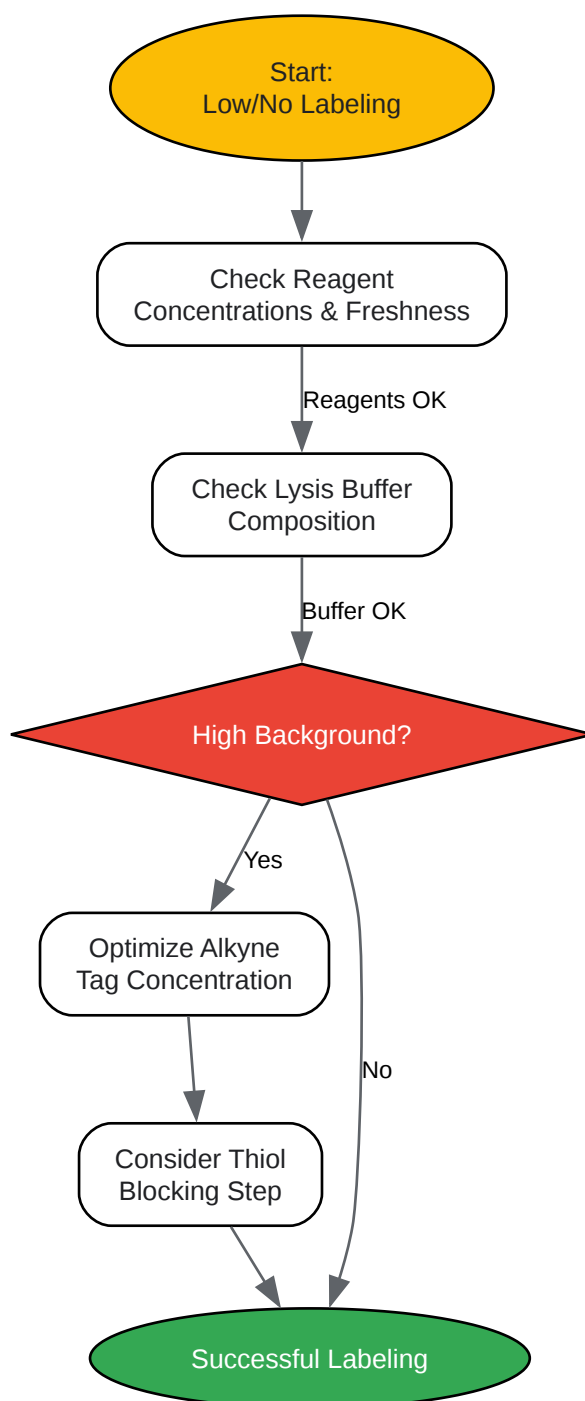 Start:
Low/No Labeling
Check Reagent
Concentrations & Freshness
Reagents OK
Check Lysis Buffer
Composition
Buffer OK
High Background?
Yes
Optimize Alkyne
Tag Concentration
No
Consider Thiol
Blocking Step
Successful Labeling